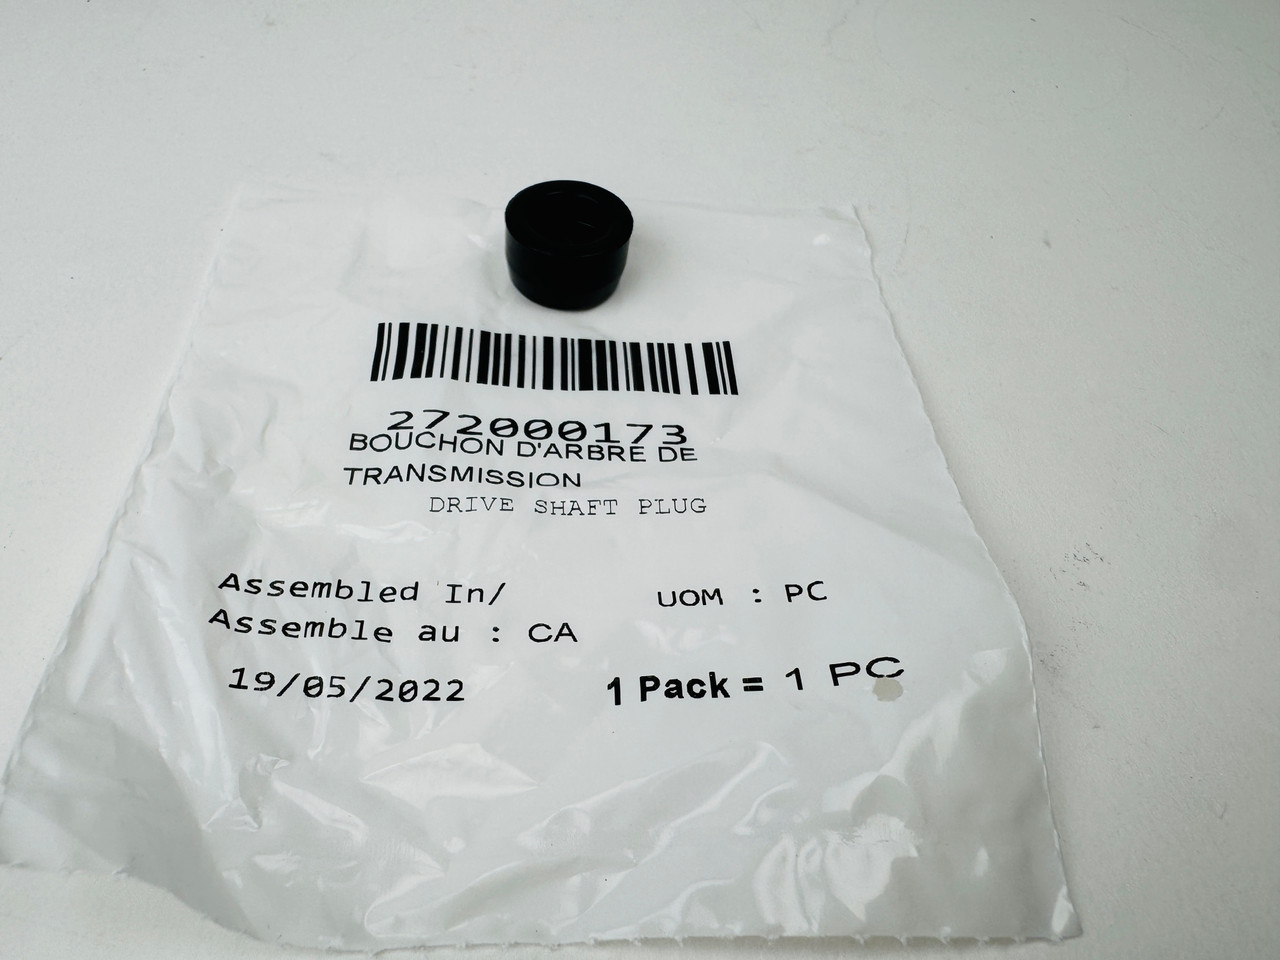 272000173
BOUCHON D'ARBRE DE
TRANSMISSION
DRIVE SHAFT PLUG
Assembled In/
Assemble au : CA
UOM : PC
19/05/2022
1 Pack = 1 PC